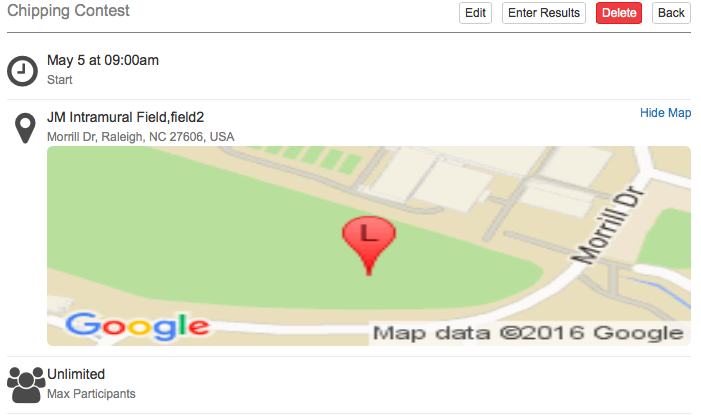 Chipping Contest
Edit
Enter Results
Delete
Back
May 5 at 09:00am
Start
JM Intramural Field,field2
Hide Map
Morrill Dr, Raleigh, NC 27606, USA
L
Morrill Dr
Google
Map data ©2016 Google
Unlimited
Max Participants